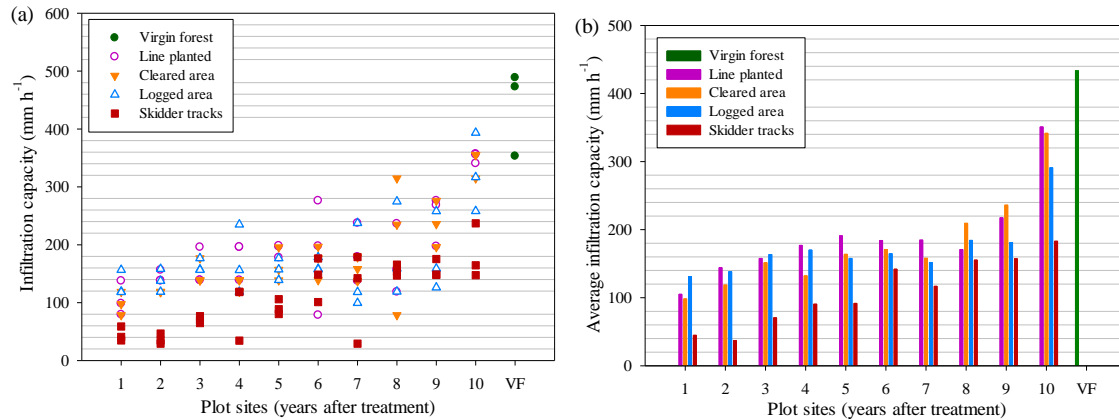 (a)
Infiltration capacity (mm h-1)
600
500
400
300
200
100
0
Virgin forest
Line planted
Cleared area
Logged area
Skidder tracks
1 2 3 4 5 6 7 8 9 10 VF
Plot sites (years after treatment)
(b)
Average infiltration capacity (mm h-1)
500
400
300
200
100
0
Virgin forest
Line planted
Cleared area
Logged area
Skidder tracks
1 2 3 4 5 6 7 8 9 10 VF
Plot sites (years after treatment)